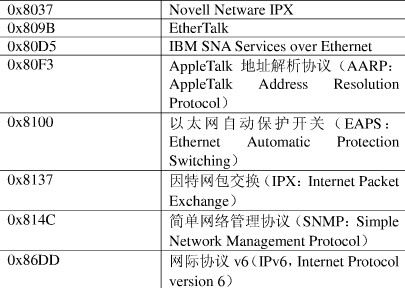 0x8037 Novell Netware IPX
0x809B EtherTalk
0x80D5 IBM SNA Services over Ethernet
0x80F3 AppleTalk 地址解析协议（AARP：
AppleTalk Address Resolution
Protocol）
0x8100 以太网自动保护开关（EAPS：
Ethernet Automatic Protection
Switching）
0x8137 因特网包交换（IPX：Internet Packet
Exchange）
0x814C 简单网络管理协议（SNMP：Simple
Network Management Protocol）
0x86DD 网际协议 v6（IPv6，Internet Protocol
version 6）